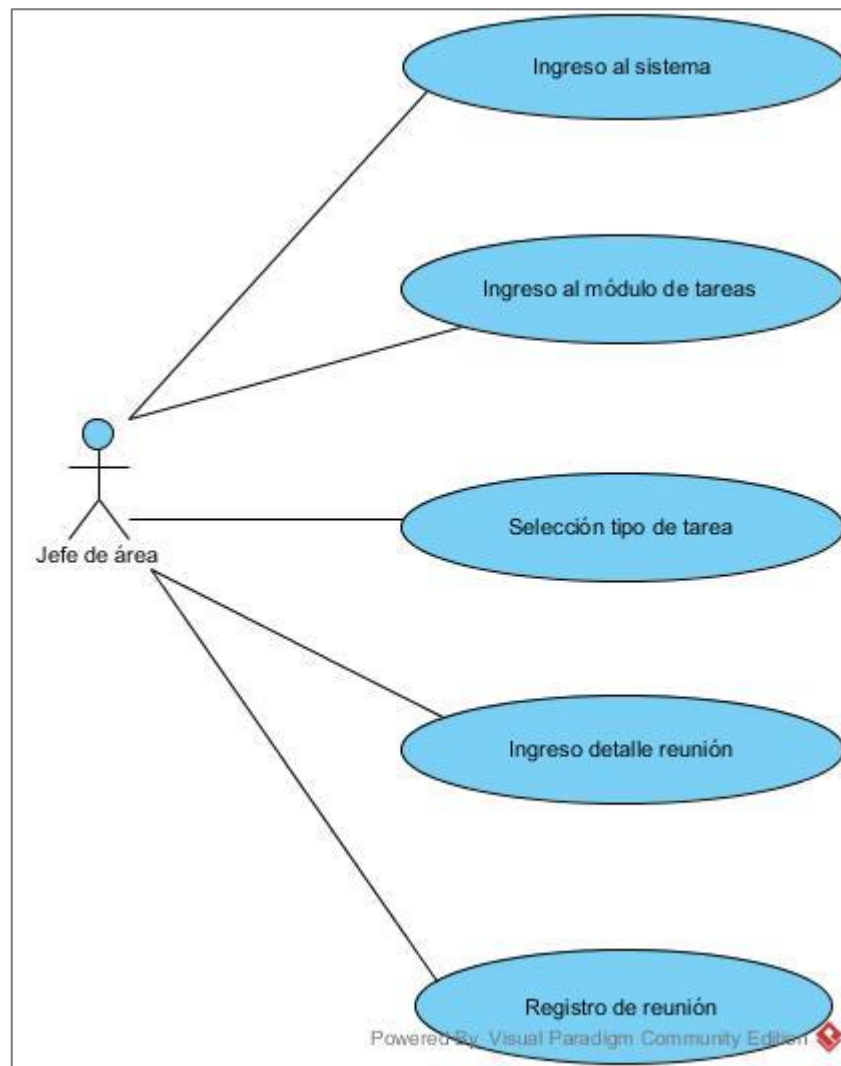 Ingreso al sistema
Ingreso al módulo de tareas
Jefe de área
Selección tipo de tarea
Ingreso detalle reunión
Registro de reunión
Powered By Visual Paradigm Community Edition